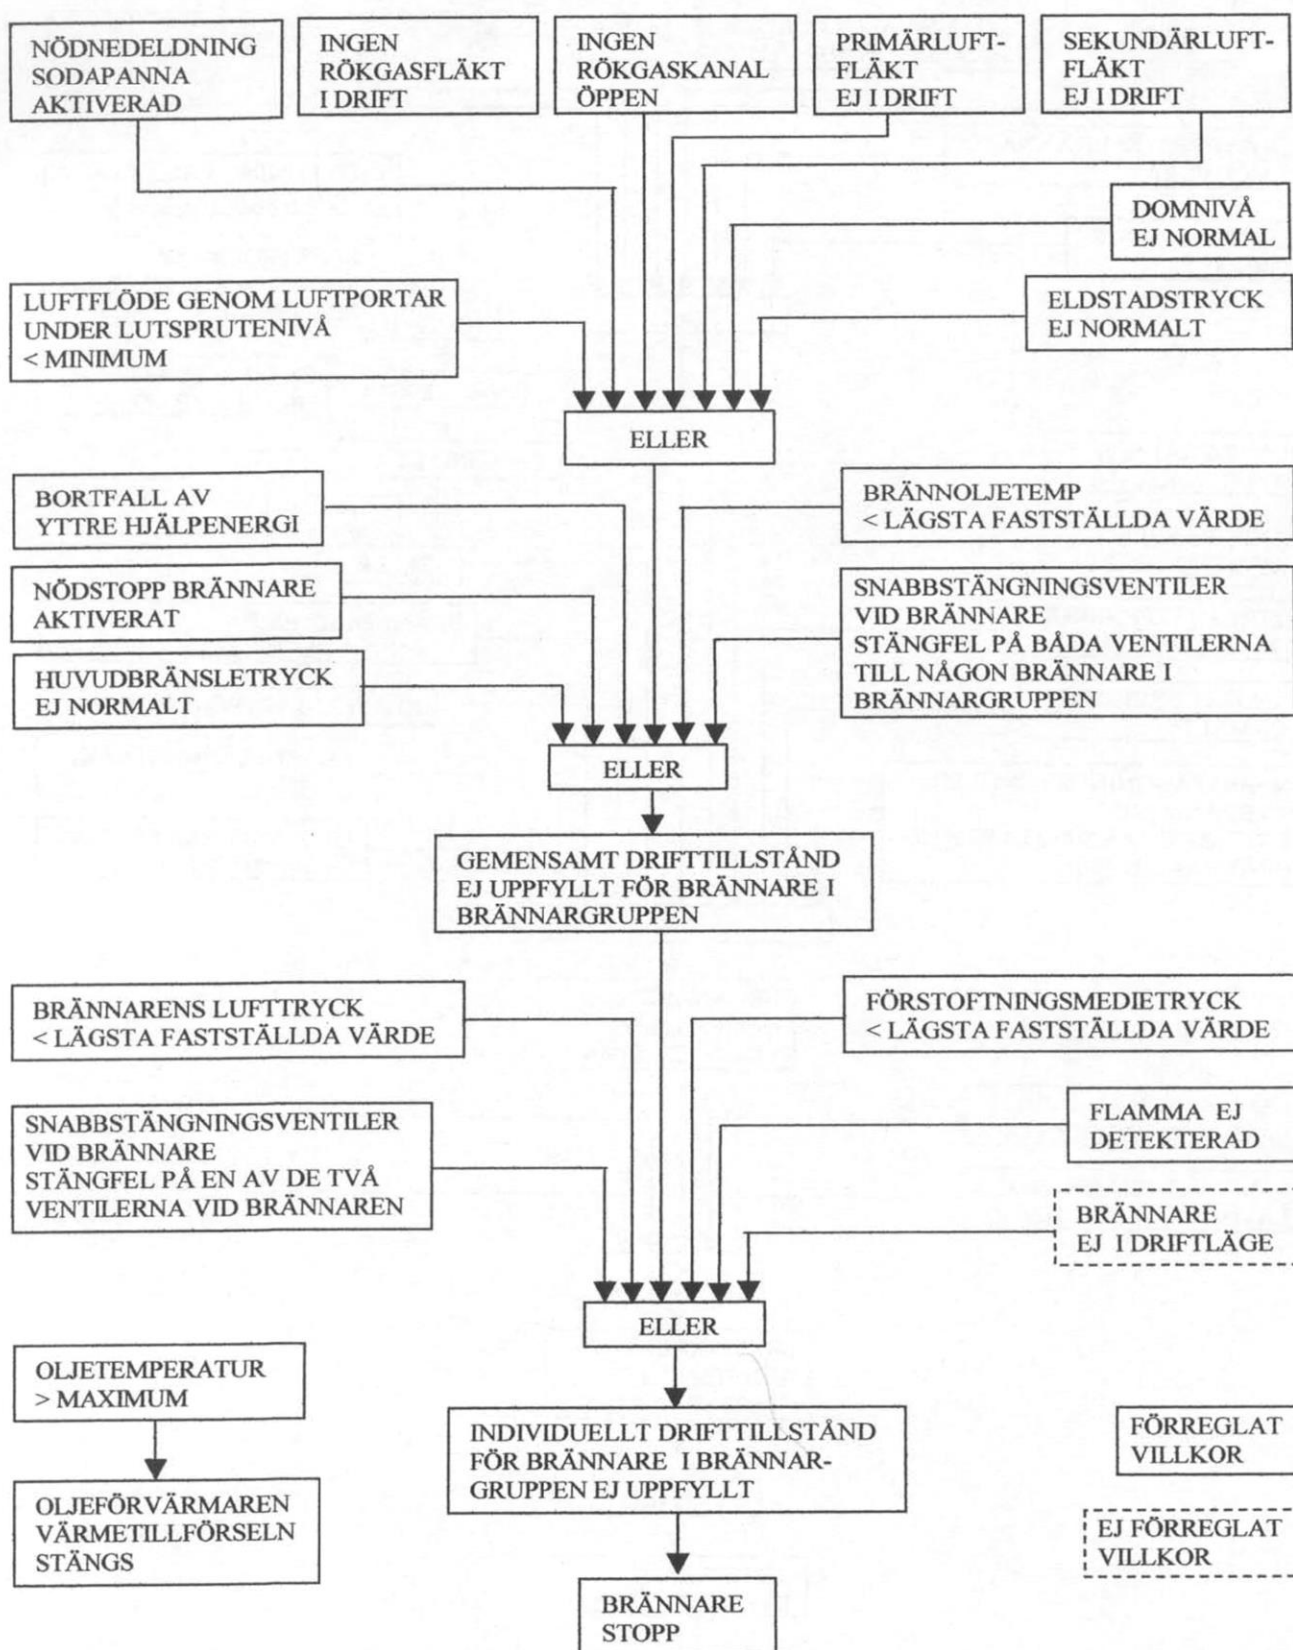 NÖDNEDELDNING
SODAPANNA
AKTIVERAD
INGEN
RÖKGASFLÄKT
I DRIFT
INGEN
RÖKGASKANAL
ÖPPEN
PRIMÄRLUFT-
FLÄKT
EJ I DRIFT
SEKUNDÄRLUFT-
FLÄKT
EJ I DRIFT
DOMNIVÅ
EJ NORMAL
LUFTFLÖDE GENOM LUFTPORTAR
UNDER LUTSPRUTENIVÅ
< MINIMUM
ELDSTADSTRYCK
EJ NORMALT
ELLER
BORTFALL AV
YTTRE HJÄLPENERGI
BRÄNNOLJETEMP
< LÄGSTA FASTSTÄLLDA VÄRDE
NÖDSTOPP BRÄNNARE
AKTIVERAT
SNABBSTÄNGNINGSVENTILER
VID BRÄNNARE
STÄNGFEL PÅ BÅDA VENTILERNA
TILL NÅGON BRÄNNARE I
BRÄNNARGRUPPEN
HUVUDBRÄNSLETRYCK
EJ NORMALT
ELLER
GEMENSAMT DRIFTTILLSTÅND
EJ UPPFYLLT FÖR BRÄNNARE I
BRÄNNARGRUPPEN
BRÄNNARENS LUFTTRYCK
< LÄGSTA FASTSTÄLLDA VÄRDE
FÖRSTOFTNINGSMEDIETRYCK
< LÄGSTA FASTSTÄLLDA VÄRDE
SNABBSTÄNGNINGSVENTILER
VID BRÄNNARE
STÄNGFEL PÅ EN AV DE TVÅ
VENTILERNA VID BRÄNNAREN
FLAMMA EJ
DETEKTERAD
BRÄNNARE
EJ I DRIFTLÄGE
ELLER
OLJETEMPERATUR
> MAXIMUM
INDIVIDUELLT DRIFTTILLSTÅND
FÖR BRÄNNARE I BRÄNNAR-
GRUPPEN EJ UPPFYLLT
FÖRREGLAT
VILLKOR
OLJEFÖRVÄRMAREN
VÄRMETILLFÖRSELN
STÄNGS
EJ FÖRREGLAT
VILLKOR
BRÄNNARE
STOPP